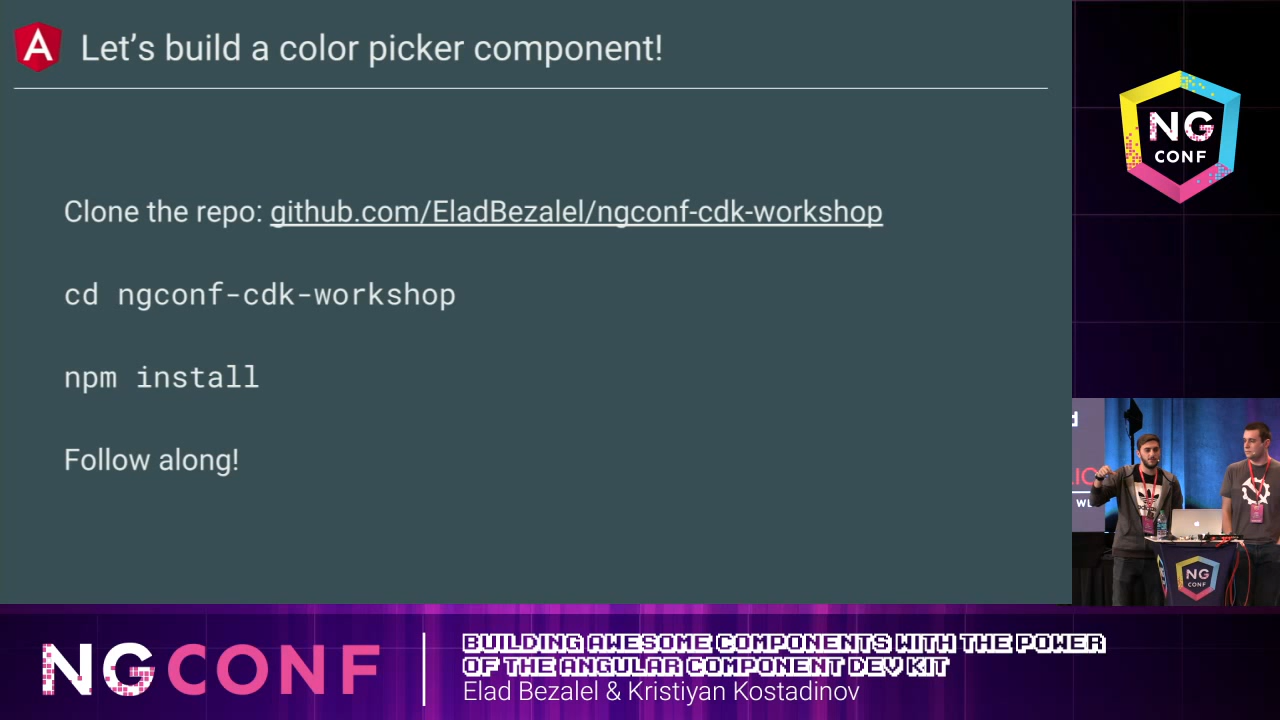 Let's build a color picker component!
Clone the repo: github.com/EladBezalel/ngconf-cdk-workshop
cd ngconf-cdk-workshop
npm install
Follow along!
NG
CONF
NG
CONF
NGCONF
BUILDING AWESOME COMPONENTS WITH THE POWER
OF THE ANGULAR COMPONENT DEV KIT
Elad Bezalel & Kristiyan Kostadinov